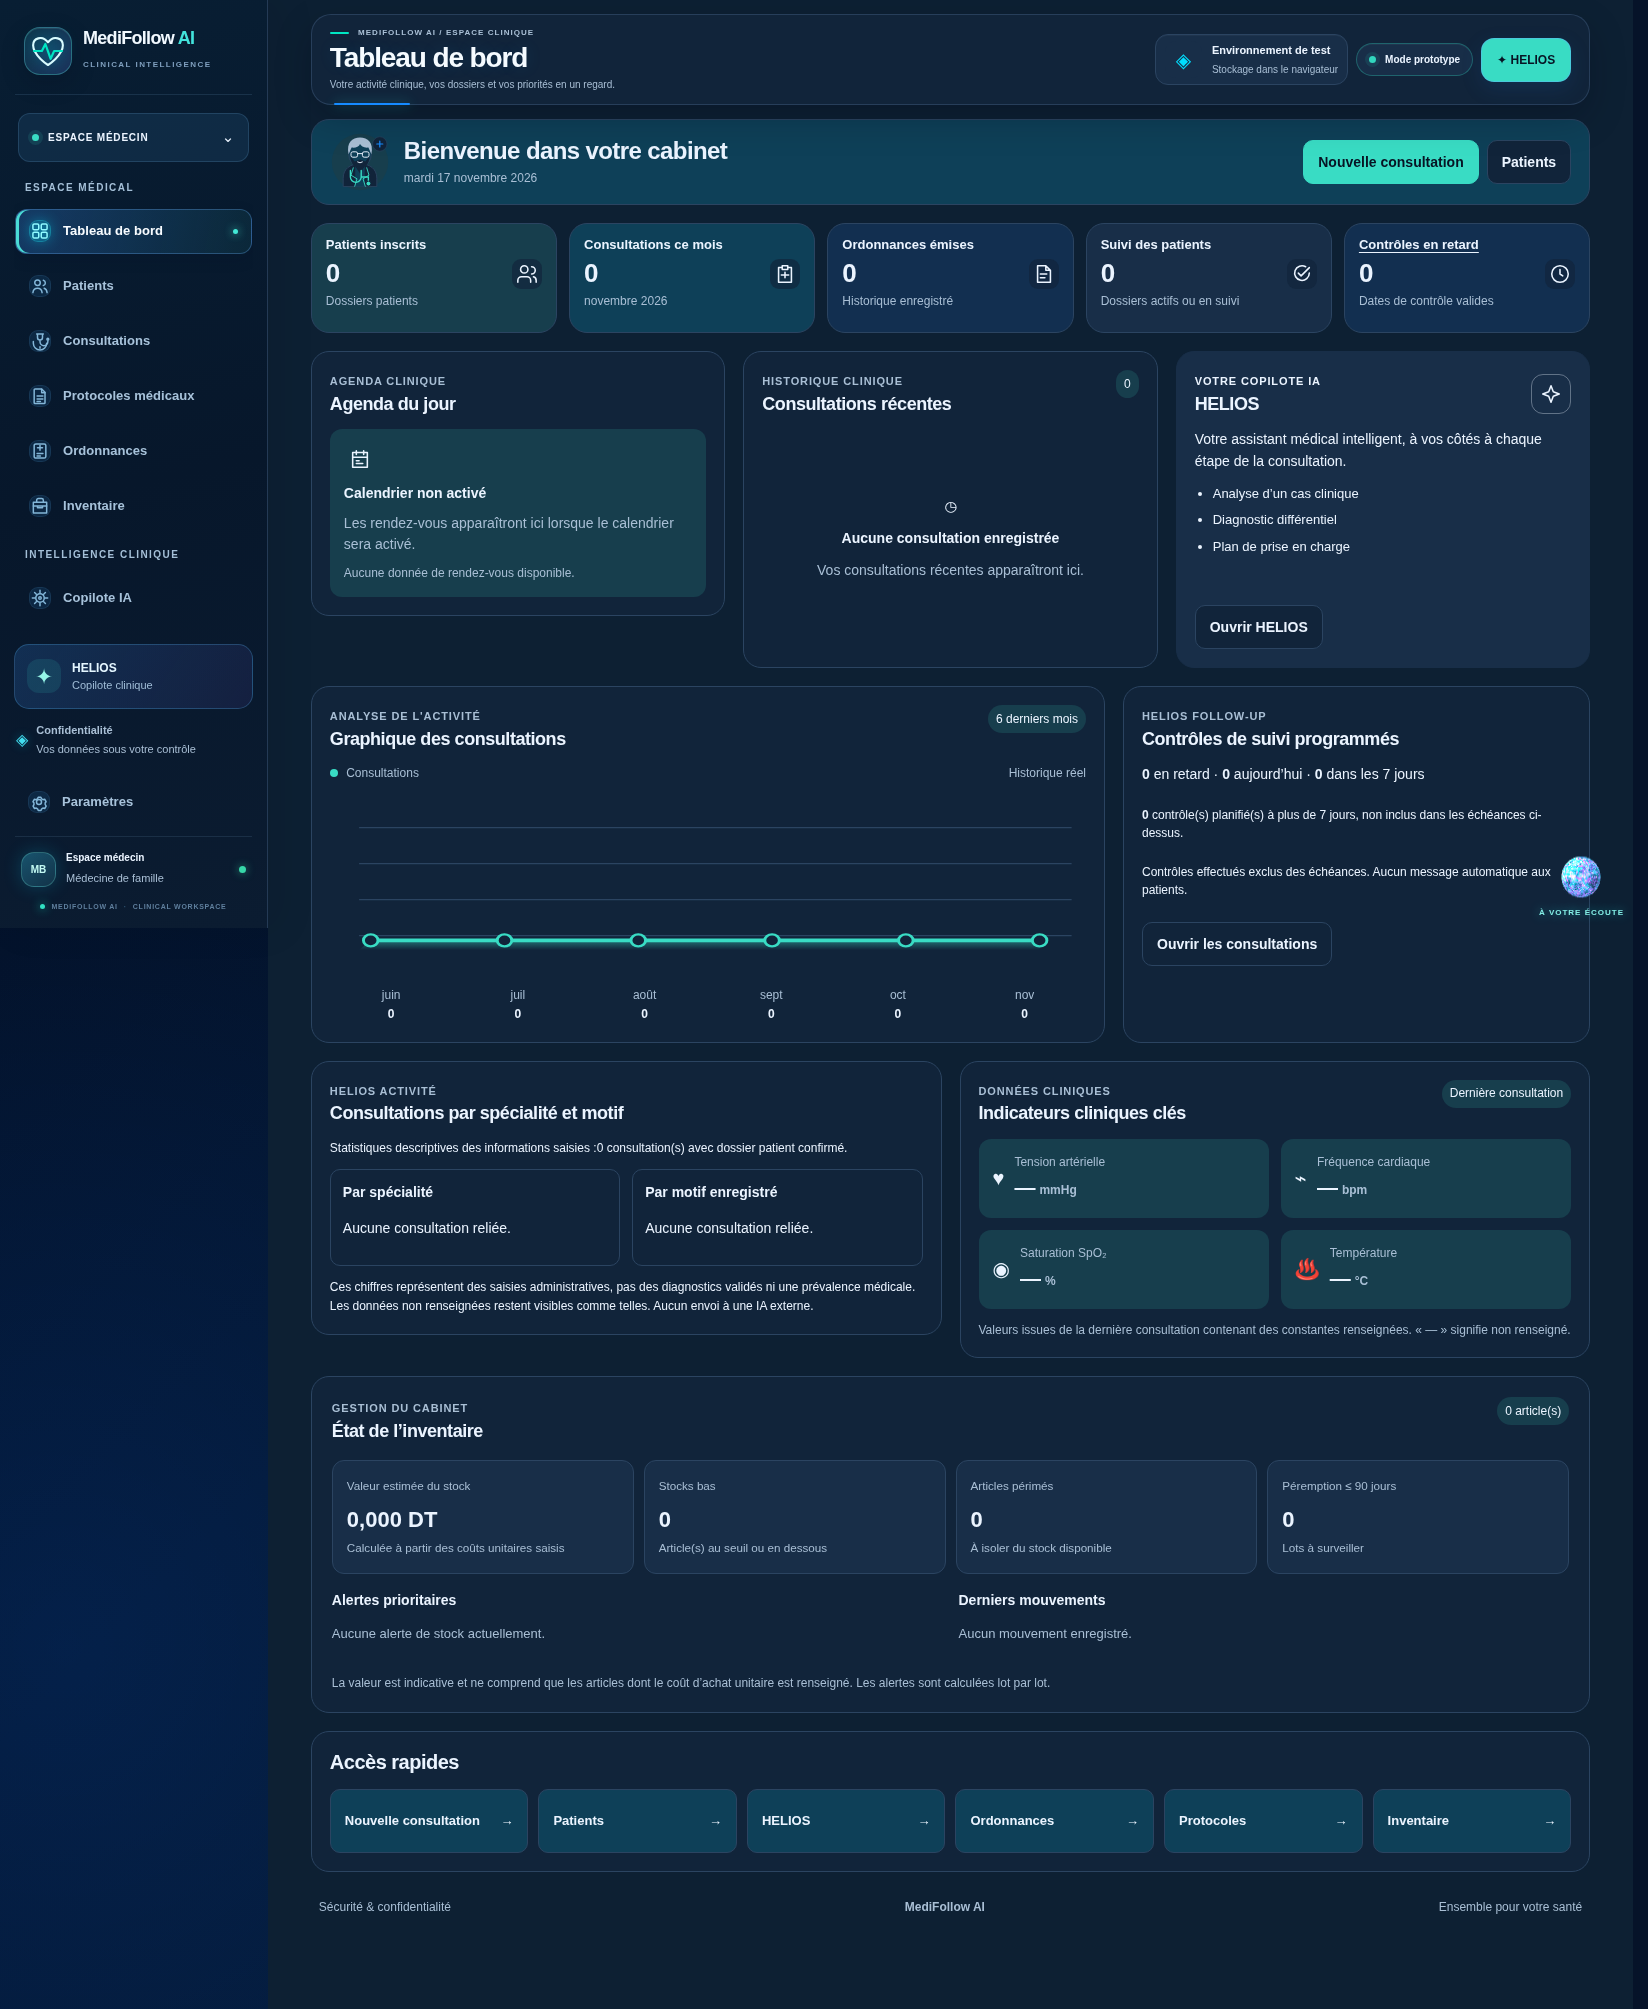 MediFollow AI
CLINICAL INTELLIGENCE
ESPACE MÉDECIN
ESPACE MÉDICAL
Tableau de bord
Patients
Consultations
Protocoles médicaux
Ordonnances
Inventaire
INTELLIGENCE CLINIQUE
Copilote IA
HELIOS
Copilote clinique
Confidentialité
Vos données sous votre contrôle
Paramètres
MB
Espace médecin
Médecine de famille
MEDIFOLLOW AI · CLINICAL WORKSPACE
MEDIFOLLOW AI / ESPACE CLINIQUE
Tableau de bord
Votre activité clinique, vos dossiers et vos priorités en un regard.
Environnement de test
Stockage dans le navigateur
Mode prototype
✦ HELIOS
Bienvenue dans votre cabinet
mardi 17 novembre 2026
Nouvelle consultation
Patients
Patients inscrits
0
Dossiers patients
Consultations ce mois
0
novembre 2026
Ordonnances émises
0
Historique enregistré
Suivi des patients
0
Dossiers actifs ou en suivi
Contrôles en retard
0
Dates de contrôle valides
AGENDA CLINIQUE
Agenda du jour
Calendrier non activé
Les rendez-vous apparaîtront ici lorsque le calendrier
sera activé.
Aucune donnée de rendez-vous disponible.
HISTORIQUE CLINIQUE
Consultations récentes
0
Aucune consultation enregistrée
Vos consultations récentes apparaîtront ici.
VOTRE COPILOTE IA
HELIOS
Votre assistant médical intelligent, à vos côtés à chaque
étape de la consultation.
• Analyse d’un cas clinique
• Diagnostic différentiel
• Plan de prise en charge
Ouvrir HELIOS
ANALYSE DE L'ACTIVITÉ
Graphique des consultations
6 derniers mois
Consultations
Historique réel
juin juil août sept oct nov
0 0 0 0 0 0
HELIOS FOLLOW-UP
Contrôles de suivi programmés
0 en retard · 0 aujourd’hui · 0 dans les 7 jours
0 contrôle(s) planifié(s) à plus de 7 jours, non inclus dans les échéances ci-
dessus.
Contrôles effectués exclus des échéances. Aucun message automatique aux
patients.
Ouvrir les consultations
À VOTRE ÉCOUTE
HELIOS ACTIVITÉ
Consultations par spécialité et motif
Statistiques descriptives des informations saisies :0 consultation(s) avec dossier patient confirmé.
Par spécialité
Aucune consultation reliée.
Par motif enregistré
Aucune consultation reliée.
Ces chiffres représentent des saisies administratives, pas des diagnostics validés ni une prévalence médicale.
Les données non renseignées restent visibles comme telles. Aucun envoi à une IA externe.
DONNÉES CLINIQUES
Indicateurs cliniques clés
Dernière consultation
Tension artérielle
— mmHg
Fréquence cardiaque
— bpm
Saturation SpO₂
— %
Température
— °C
Valeurs issues de la dernière consultation contenant des constantes renseignées. « — » signifie non renseigné.
GESTION DU CABINET
État de l’inventaire
0 article(s)
Valeur estimée du stock
0,000 DT
Calculée à partir des coûts unitaires saisis
Stocks bas
0
Article(s) au seuil ou en dessous
Articles périmés
0
À isoler du stock disponible
Péremption ≤ 90 jours
0
Lots à surveiller
Alertes prioritaires
Aucune alerte de stock actuellement.
Derniers mouvements
Aucun mouvement enregistré.
La valeur est indicative et ne comprend que les articles dont le coût d’achat unitaire est renseigné. Les alertes sont calculées lot par lot.
Accès rapides
Nouvelle consultation →
Patients →
HELIOS →
Ordonnances →
Protocoles →
Inventaire →
Sécurité & confidentialité
MediFollow AI
Ensemble pour votre santé